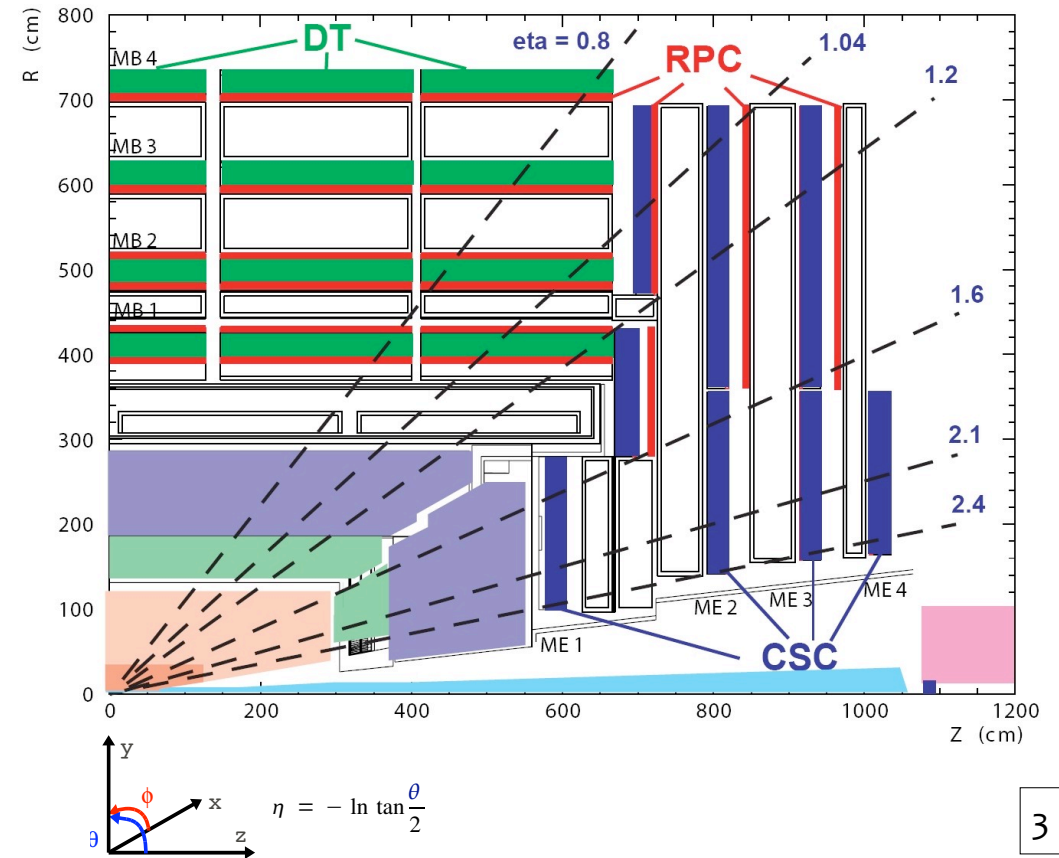 R (cm)
800
700
600
500
400
300
200
100
0
DT
eta = 0.8
1.04
RPC
1.2
MB 4
MB 3
MB 2
MB 1
1.6
2.1
2.4
ME 1
ME 2
ME 3
ME 4
CSC
0
200
400
600
800
1000
1200
Z (cm)
y
ϕ
x
θ
z
η = − ln tan θ/2
3